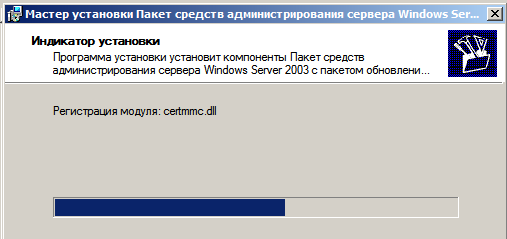 Мастер установки Пакет средств администрирования сервера Windows Ser...
Индикатор установки
Программа установки установит компоненты Пакет средств
администрирования сервера Windows Server 2003 с пакетом обновлени...
Регистрация модуля: certmmc.dll